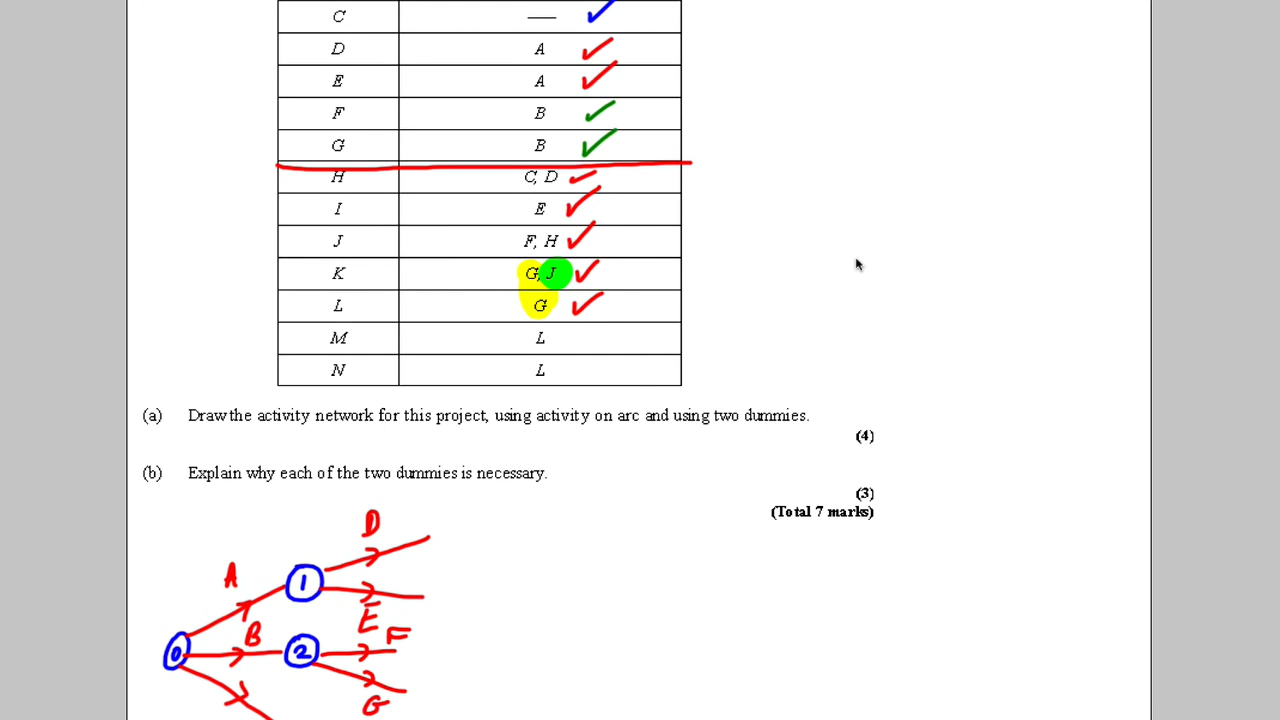 C —
D A
E A
F B
G B
H C, D
I E
J F, H
K G, J
L G
M L
N L
(a) Draw the activity network for this project, using activity on arc and using two dummies.
(4)
(b) Explain why each of the two dummies is necessary.
(3)
(Total 7 marks)
D
A 1
E
B F
0 2
G